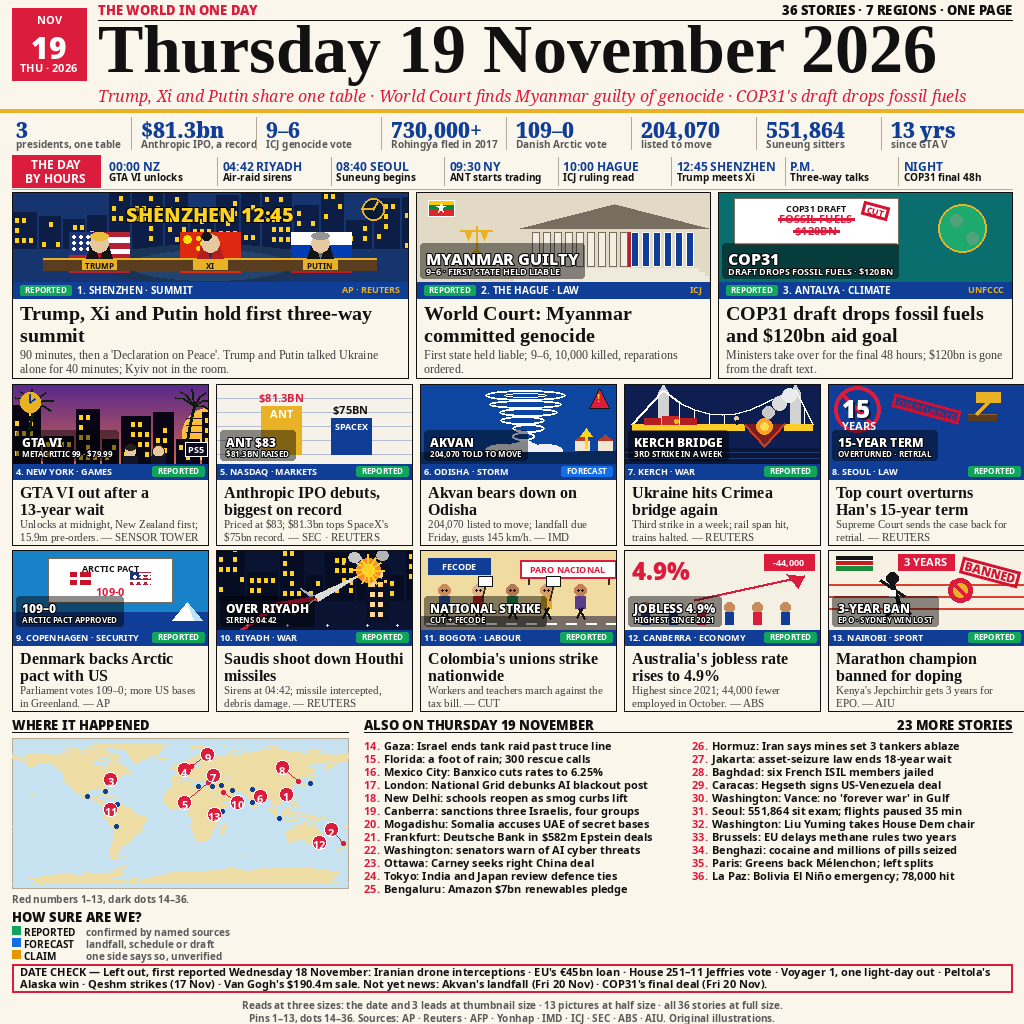 NOV
19
THU · 2026
THE WORLD IN ONE DAY
36 STORIES · 7 REGIONS · ONE PAGE
Thursday 19 November 2026
Trump, Xi and Putin share one table · World Court finds Myanmar guilty of genocide · COP31's draft drops fossil fuels
3
presidents, one table
$81.3bn
Anthropic IPO, a record
9–6
ICJ genocide vote
730,000+
Rohingya fled in 2017
109–0
Danish Arctic vote
204,070
listed to move
551,864
Suneung sitters
13 yrs
since GTA V
THE DAY
BY HOURS
00:00 NZ
GTA VI unlocks
04:42 RIYADH
Air-raid sirens
08:40 SEOUL
Suneung begins
09:30 NY
ANT starts trading
10:00 HAGUE
ICJ ruling read
12:45 SHENZHEN
Trump meets Xi
P.M.
Three-way talks
NIGHT
COP31 final 48h
SHENZHEN 12:45
TRUMP
XI
PUTIN
REPORTED
1. SHENZHEN · SUMMIT
AP · REUTERS
Trump, Xi and Putin hold first three-way
summit
90 minutes, then a 'Declaration on Peace'. Trump and Putin talked Ukraine
alone for 40 minutes; Kyiv not in the room.
MYANMAR GUILTY
9–6 · FIRST STATE HELD LIABLE
REPORTED
2. THE HAGUE · LAW
ICJ
World Court: Myanmar
committed genocide
First state held liable; 9–6, 10,000 killed, reparations
ordered.
COP31 DRAFT
FOSSIL FUELS
$120BN
CUT
COP31
DRAFT DROPS FOSSIL FUELS · $120BN
REPORTED
3. ANTALYA · CLIMATE
UNFCCC
COP31 draft drops fossil fuels
and $120bn aid goal
Ministers take over for the final 48 hours; $120bn is gone
from the draft text.
GTA VI
METACRITIC 99 · $79.99
PS5
4. NEW YORK · GAMES
REPORTED
GTA VI out after a
13-year wait
Unlocks at midnight, New Zealand first;
15.9m pre-orders. — SENSOR TOWER
$81.3BN
ANT
$75BN
SPACEX
ANT $83
$81.3BN RAISED
5. NASDAQ · MARKETS
REPORTED
Anthropic IPO debuts,
biggest on record
Priced at $83; $81.3bn tops SpaceX's
$75bn record. — SEC · REUTERS
AKVAN
204,070 TOLD TO MOVE
6. ODISHA · STORM
FORECAST
Akvan bears down on
Odisha
204,070 listed to move; landfall due
Friday, gusts 145 km/h. — IMD
KERCH BRIDGE
3RD STRIKE IN A WEEK
7. KERCH · WAR
REPORTED
Ukraine hits Crimea
bridge again
Third strike in a week; rail span hit,
trains halted. — REUTERS
15
YEARS
OVERTURNED
15-YEAR TERM
OVERTURNED · RETRIAL
8. SEOUL · LAW
REPORTED
Top court overturns
Han's 15-year term
Supreme Court sends the case back for
retrial. — REUTERS
ARCTIC PACT
109-0
109–0
ARCTIC PACT APPROVED
9. COPENHAGEN · SECURITY
REPORTED
Denmark backs Arctic
pact with US
Parliament votes 109–0; more US bases
in Greenland. — AP
OVER RIYADH
SIRENS 04:42
10. RIYADH · WAR
REPORTED
Saudis shoot down Houthi
missiles
Sirens at 04:42; missile intercepted,
debris damage. — REUTERS
FECODE
PARO NACIONAL
NATIONAL STRIKE
CUT + FECODE
11. BOGOTA · LABOUR
REPORTED
Colombia's unions strike
nationwide
Workers and teachers march against the
tax bill. — CUT
4.9%
-44,000
JOBLESS 4.9%
HIGHEST SINCE 2021
12. CANBERRA · ECONOMY
REPORTED
Australia's jobless rate
rises to 4.9%
Highest since 2021; 44,000 fewer
employed in October. — ABS
3 YEARS
BANNED
3-YEAR BAN
EPO · SYDNEY WIN LOST
13. NAIROBI · SPORT
REPORTED
Marathon champion
banned for doping
Kenya's Jepchirchir gets 3 years for
EPO. — AIU
WHERE IT HAPPENED
9
4
7
8
3
5
10
6
1
11
13
2
12
Red numbers 1–13, dark dots 14–36.
HOW SURE ARE WE?
REPORTED confirmed by named sources
FORECAST landfall, schedule or draft
CLAIM one side says so, unverified
ALSO ON THURSDAY 19 NOVEMBER
23 MORE STORIES
14. Gaza: Israel ends tank raid past truce line
15. Florida: a foot of rain; 300 rescue calls
16. Mexico City: Banxico cuts rates to 6.25%
17. London: National Grid debunks AI blackout post
18. New Delhi: schools reopen as smog curbs lift
19. Canberra: sanctions three Israelis, four groups
20. Mogadishu: Somalia accuses UAE of secret bases
21. Frankfurt: Deutsche Bank in $582m Epstein deals
22. Washington: senators warn of AI cyber threats
23. Ottawa: Carney seeks right China deal
24. Tokyo: India and Japan review defence ties
25. Bengaluru: Amazon $7bn renewables pledge
26. Hormuz: Iran says mines set 3 tankers ablaze
27. Jakarta: asset-seizure law ends 18-year wait
28. Baghdad: six French ISIL members jailed
29. Caracas: Hegseth signs US-Venezuela deal
30. Washington: Vance: no 'forever war' in Gulf
31. Seoul: 551,864 sit exam; flights paused 35 min
32. Washington: Liu Yuming takes House Dem chair
33. Brussels: EU delays methane rules two years
34. Benghazi: cocaine and millions of pills seized
35. Paris: Greens back Mélenchon; left splits
36. La Paz: Bolivia El Niño emergency; 78,000 hit
DATE CHECK — Left out, first reported Wednesday 18 November: Iranian drone interceptions · EU's €45bn loan · House 251–11 Jeffries vote · Voyager 1, one light-day out · Peltola's
Alaska win · Qeshm strikes (17 Nov) · Van Gogh's $190.4m sale. Not yet news: Akvan's landfall (Fri 20 Nov) · COP31's final deal (Fri 20 Nov).
Reads at three sizes: the date and 3 leads at thumbnail size · 13 pictures at half size · all 36 stories at full size.
Pins 1–13, dots 14–36. Sources: AP · Reuters · AFP · Yonhap · IMD · ICJ · SEC · ABS · AIU. Original illustrations.